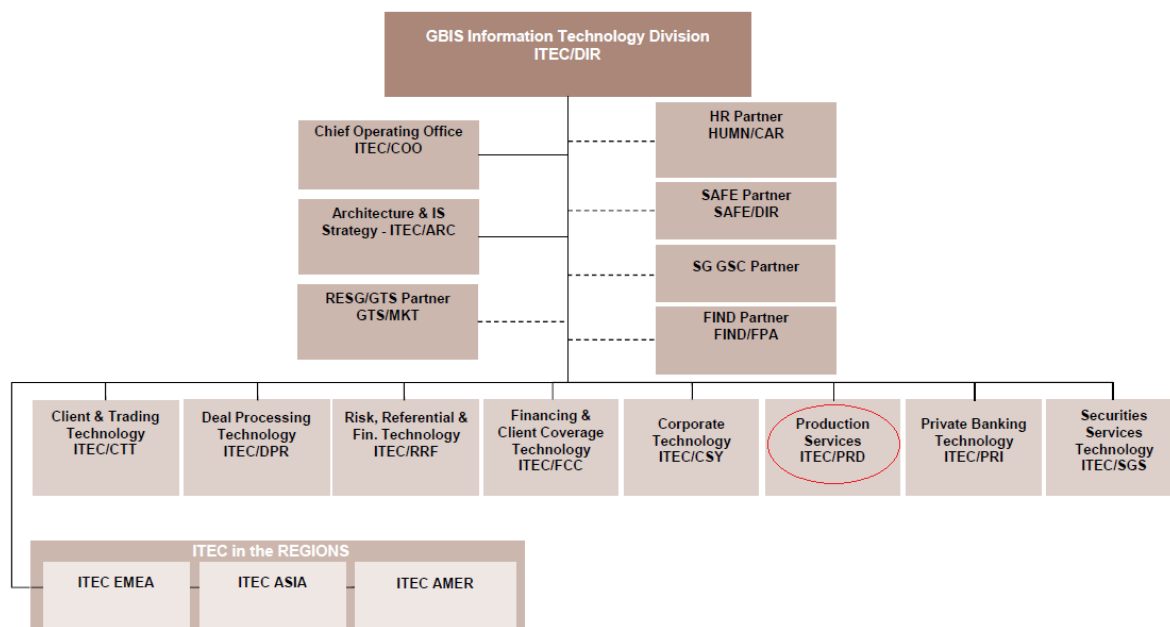 GBIS Information Technology Division
ITEC/DIR
Chief Operating Office
ITEC/COO
HR Partner
HUMN/CAR
Architecture & IS
Strategy - ITEC/ARC
SAFE Partner
SAFE/DIR
SG GSC Partner
RESG/GTS Partner
GTS/MKT
FIND Partner
FIND/FPA
Client & Trading
Technology
ITEC/CTT
Deal Processing
Technology
ITEC/DPR
Risk, Referential &
Fin. Technology
ITEC/RRF
Financing &
Client Coverage
Technology
ITEC/FCC
Corporate
Technology
ITEC/CSY
Production
Services
ITEC/PRD
Private Banking
Technology
ITEC/PRI
Securities
Services
Technology
ITEC/SGS
ITEC in the REGIONS
ITEC EMEA
ITEC ASIA
ITEC AMER